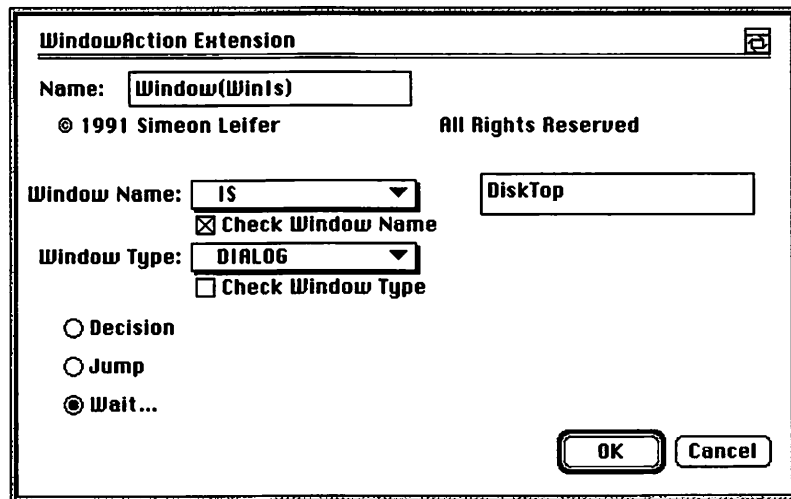 WindowAction Extension
Name: Window(WinIs)
© 1991 Simeon Leifer All Rights Reserved
Window Name: IS DiskTop
Check Window Name
Window Type: DIALOG
Check Window Type
Decision
Jump
Wait...
OK Cancel